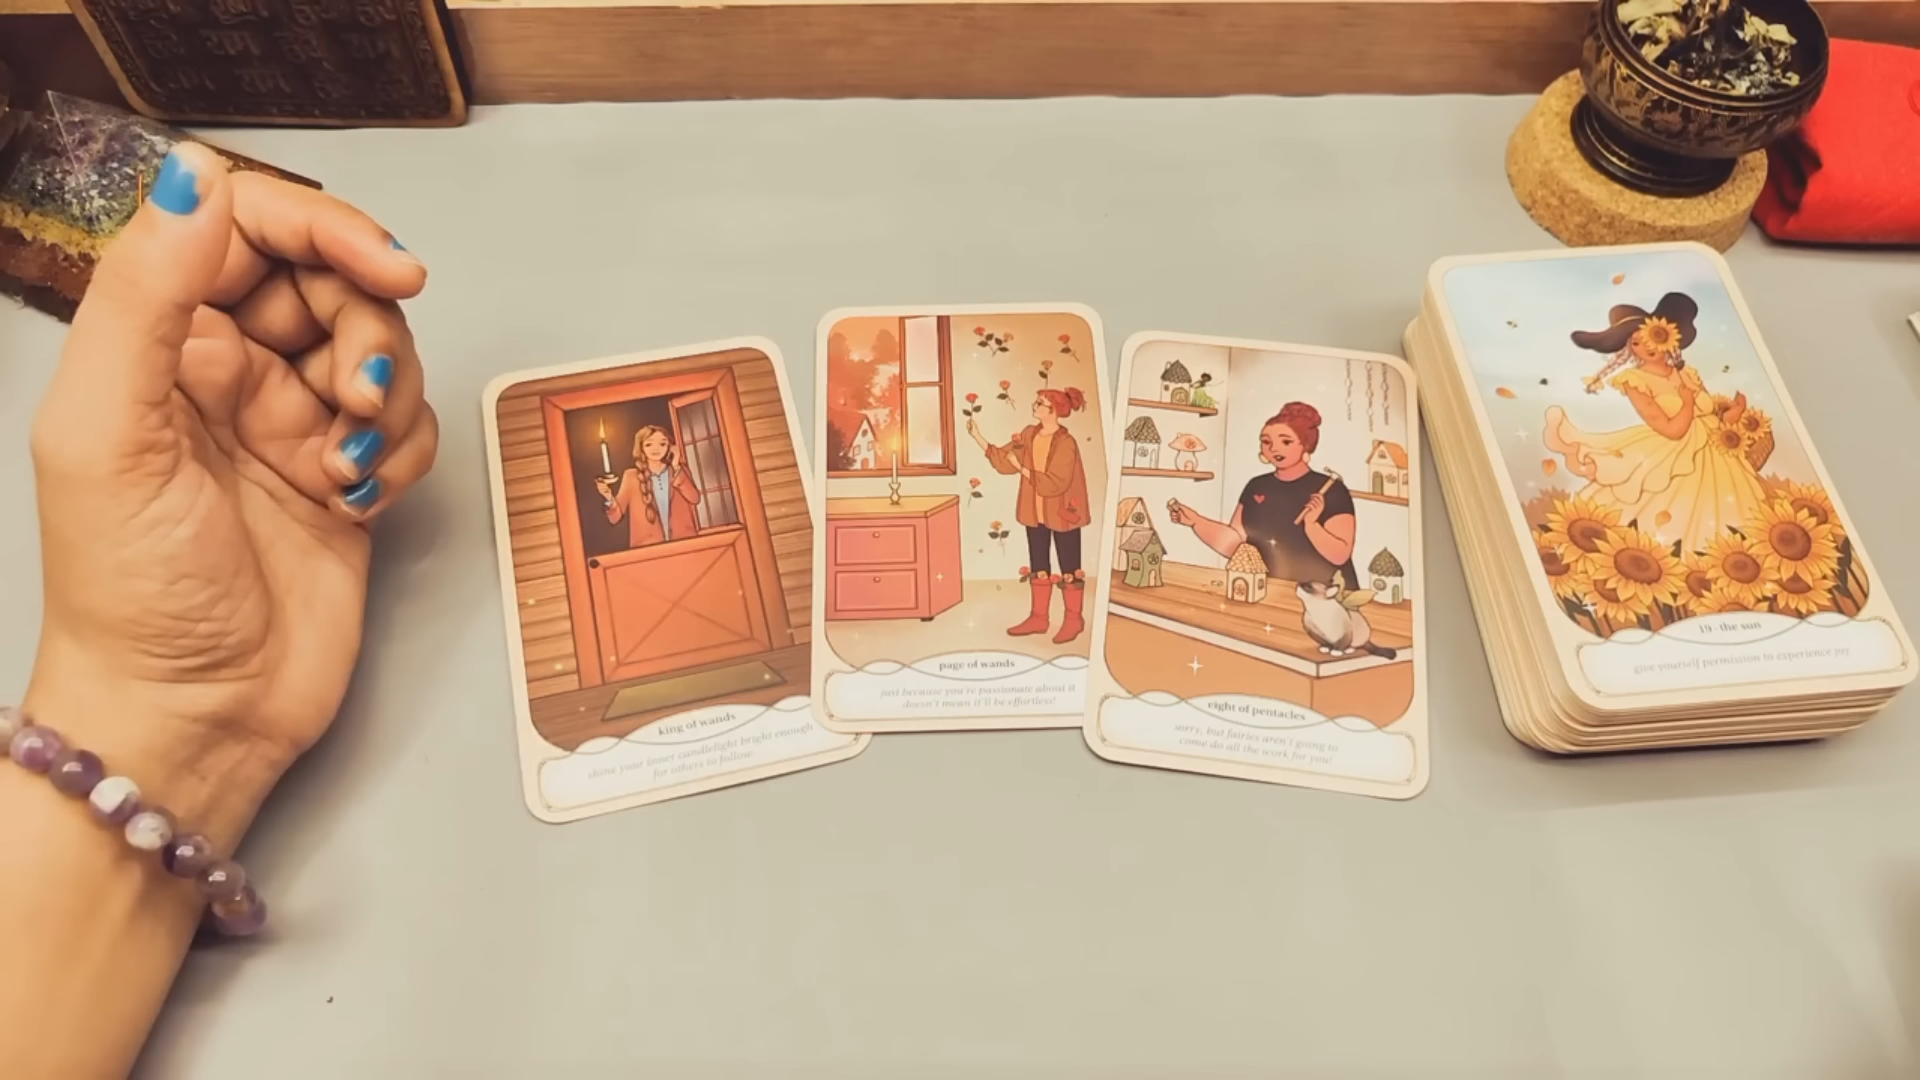 राम
राम
king of wands
shine your inner candlelight bright enough
for others to follow
page of wands
just because you're passionate about it
doesn't mean it'll be effortless!
eight of pentacles
sorry, but fairies aren't going to
come do all the work for you!
19 - the sun
give yourself permission to experience joy